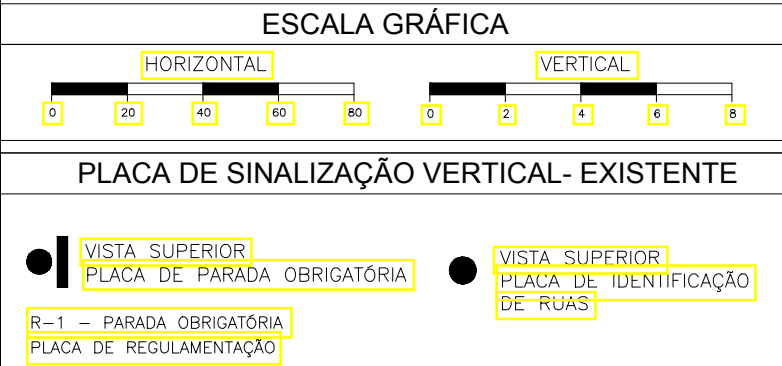 ESCALA GRÁFICA
HORIZONTAL VERTICAL
0 20 40 60 80 0 2 4 6 8
PLACA DE SINALIZAÇÃO VERTICAL- EXISTENTE
VISTA SUPERIOR
PLACA DE PARADA OBRIGATÓRIA
VISTA SUPERIOR
PLACA DE IDENTIFICAÇÃO
DE RUAS
R-1 - PARADA OBRIGATÓRIA
PLACA DE REGULAMENTAÇÃO